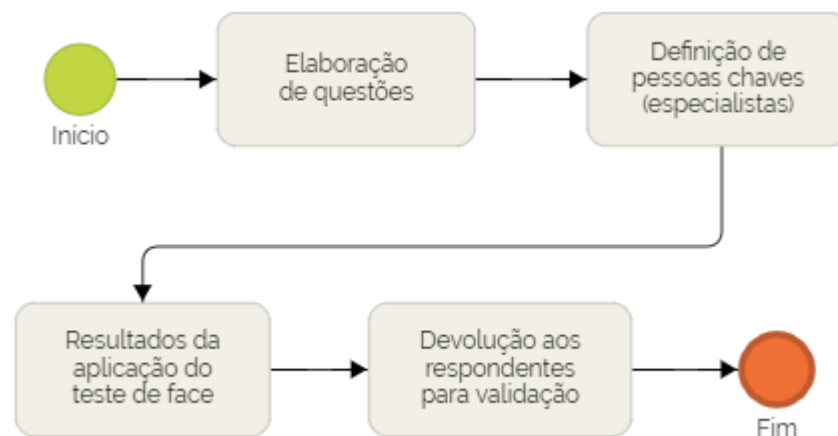 Início
Elaboração
de questões
Definição de
pessoas chaves
(especialistas)
Resultados da
aplicação do
teste de face
Devolução aos
respondentes
para validação
Fim